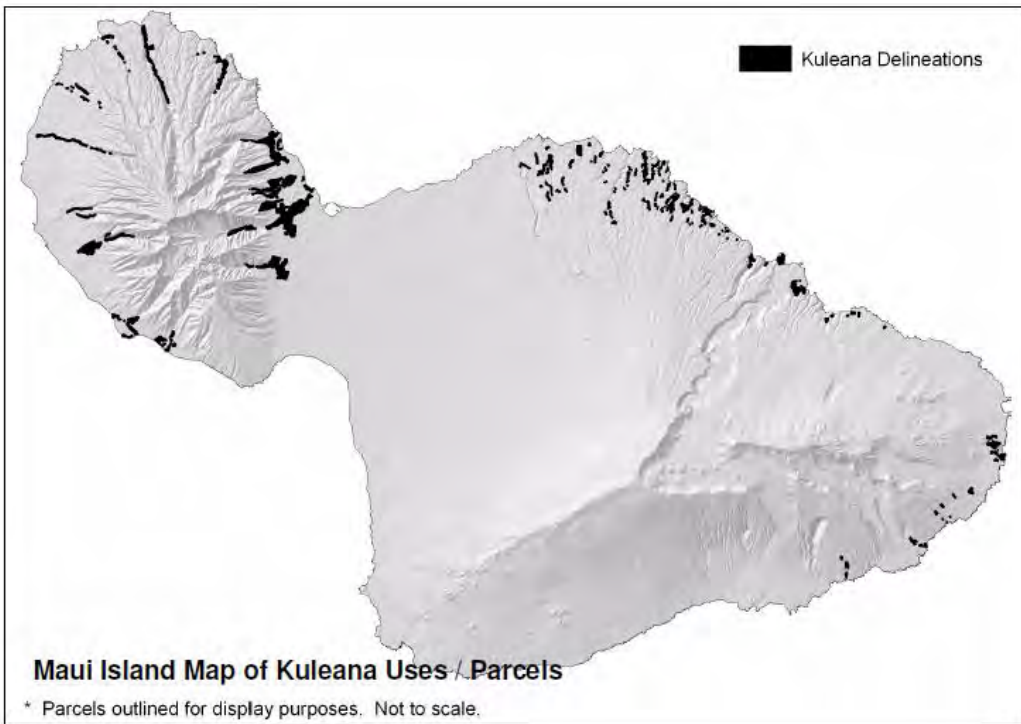 Kuleana Delineations
Maui Island Map of Kuleana Uses / Parcels
* Parcels outlined for display purposes. Not to scale.